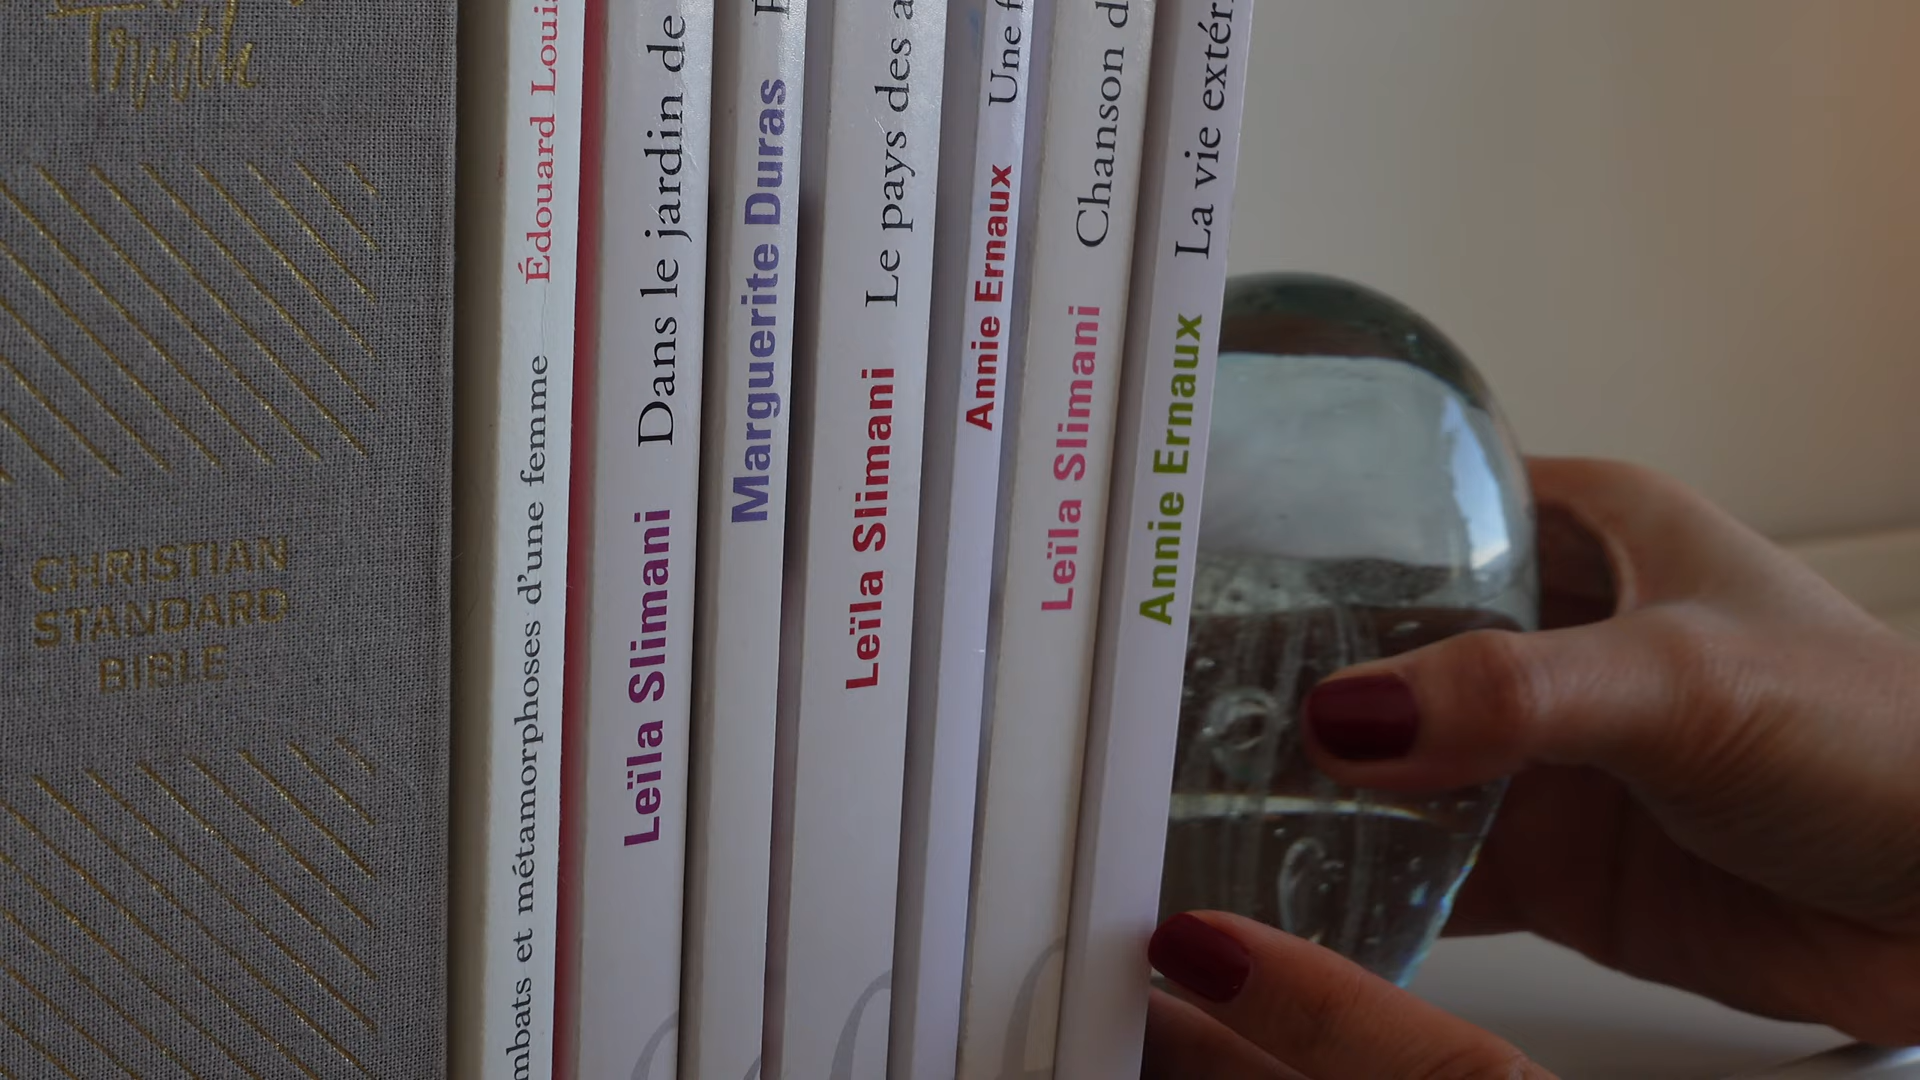 Truth
CHRISTIAN
STANDARD
BIBLE
mbats et métamorphoses d'une femme Édouard Loui
Leïla Slimani Dans le jardin de
Marguerite Duras
Leïla Slimani Le pays des a
Annie Ernaux Une f
Leïla Slimani Chanson d
Annie Ernaux La vie extér